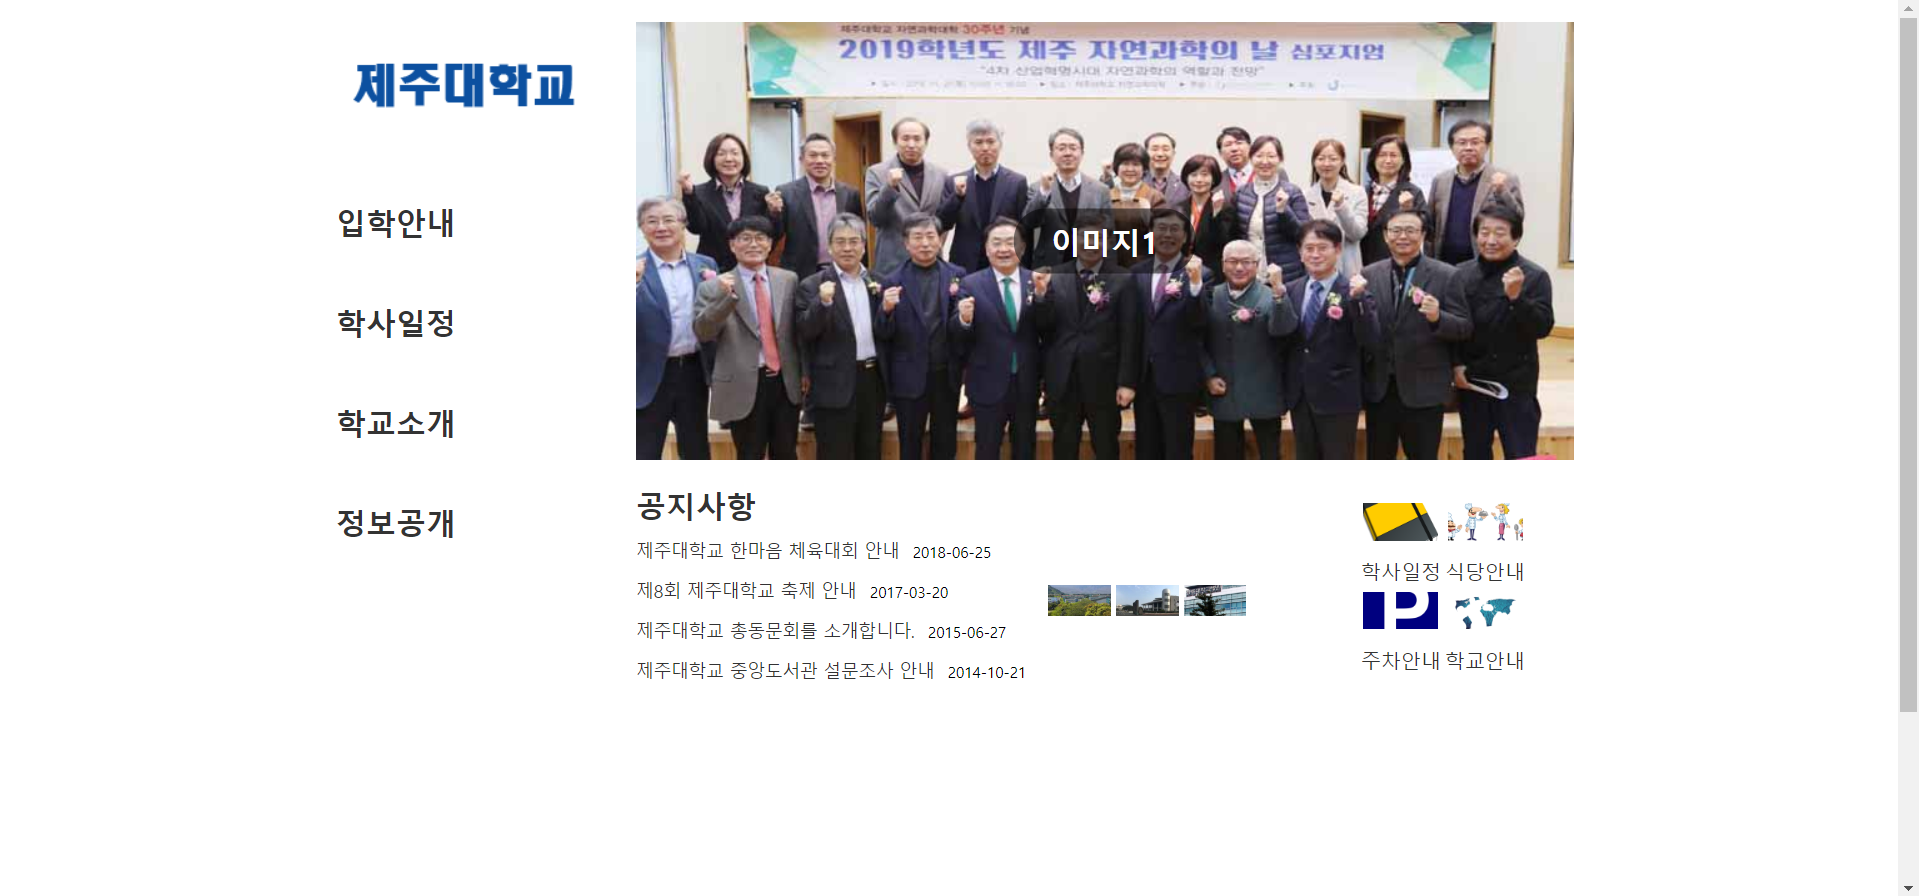 제주대학교
입학안내
학사일정
학교소개
정보공개
제주대학교 자연과학대학 30주년 기념
2019학년도 제주 자연과학의 날 심포지엄
"4차 산업혁명시대 자연과학의 역할과 전망"
이미지1
공지사항
제주대학교 한마음 체육대회 안내 2018-06-25
제8회 제주대학교 축제 안내 2017-03-20
제주대학교 총동문회를 소개합니다. 2015-06-27
제주대학교 중앙도서관 설문조사 안내 2014-10-21
학사일정 식당안내
P
주차안내 학교안내